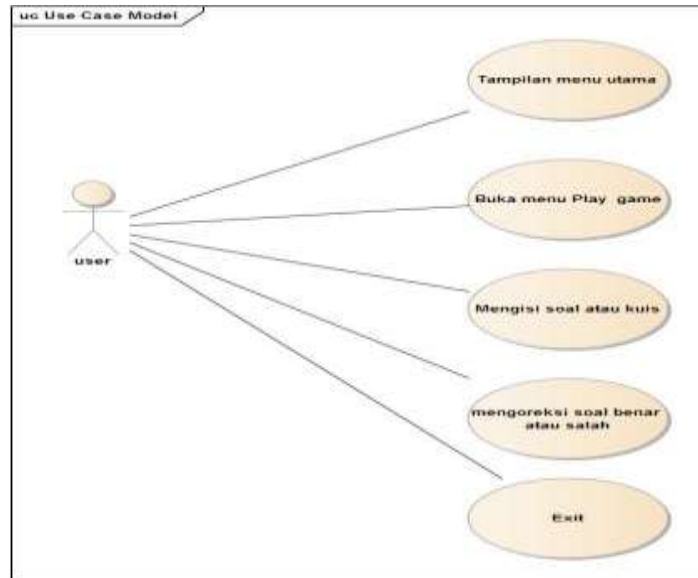 uc Use Case Model
Tampilan menu utama
Buka menu Play game
user
Mengisi soal atau kuis
mengoreksi soal benar
atau salah
Exit